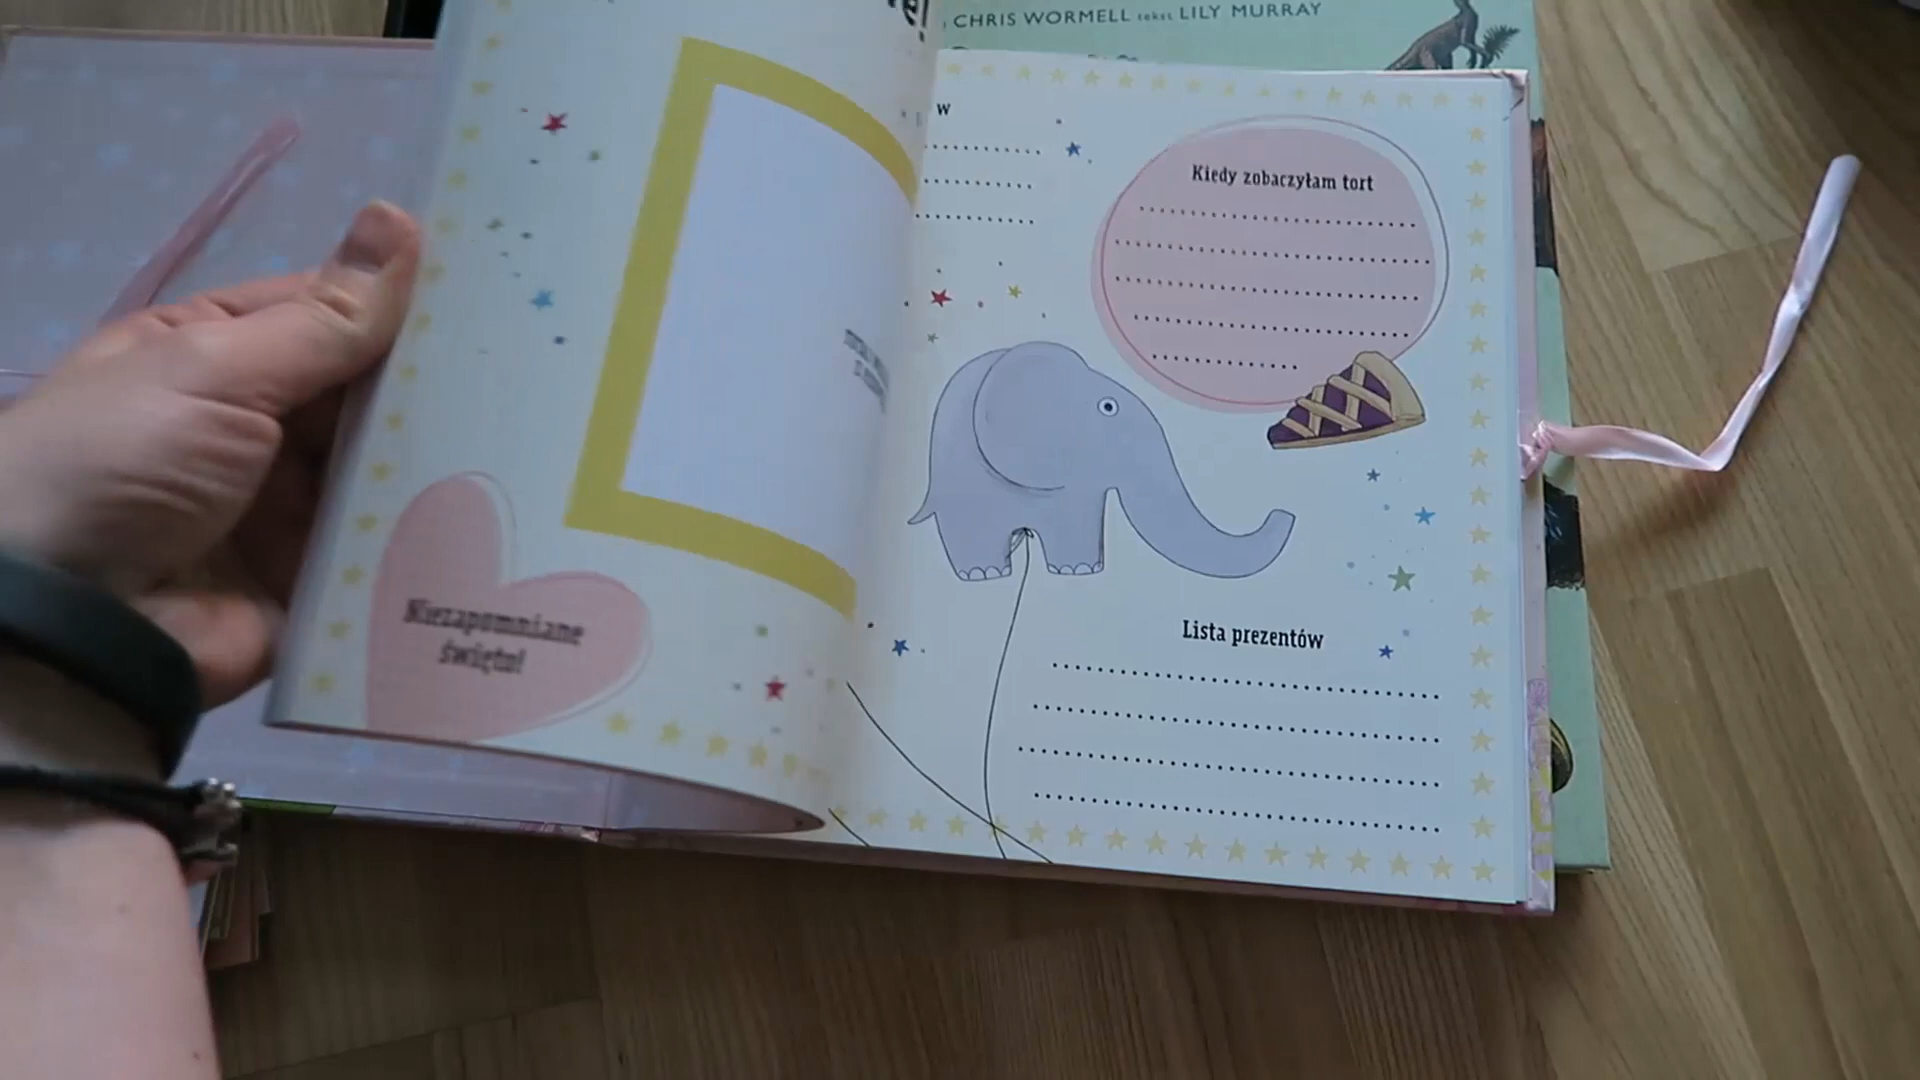 CHRIS WORMELL tekst LILY MURRAY
w
Kiedy zobaczyłam tort
Lista prezentów
Niezapomniane
święto!